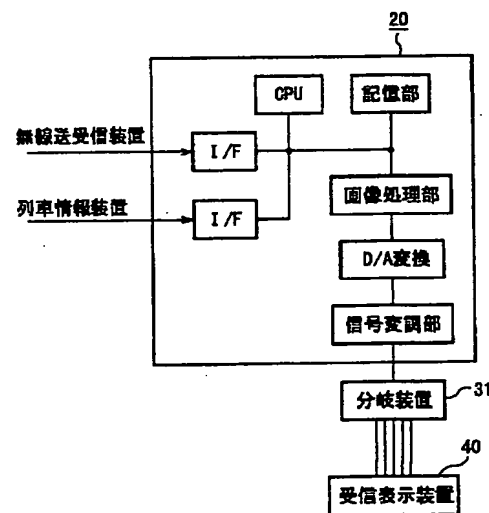 20
CPU
記憶部
無線送受信装置
I/F
列車情報装置
I/F
画像処理部
D/A変換
信号変調部
分岐装置
31
40
受信表示装置